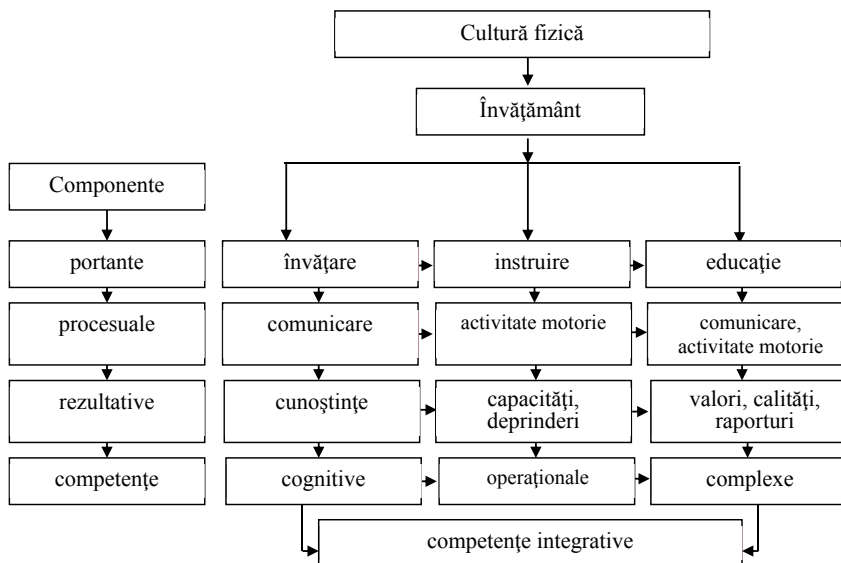 Cultură fizică
Învăţământ
Componente
portante
învăţare
instruire
educaţie
procesuale
comunicare
activitate motorie
comunicare,
activitate motorie
rezultative
cunoştinţe
capacităţi,
deprinderi
valori, calităţi,
raporturi
competenţe
cognitive
operaţionale
complexe
competenţe integrative